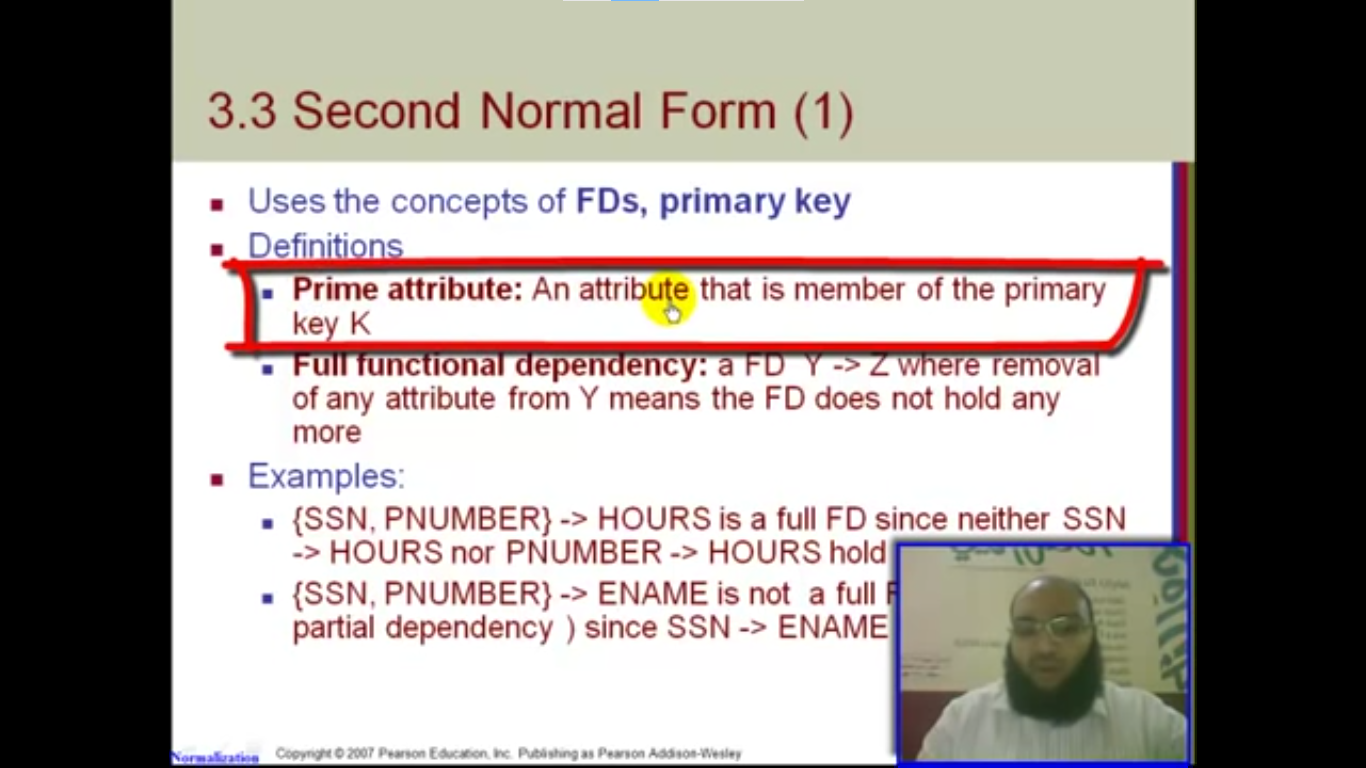 3.3 Second Normal Form (1)
Uses the concepts of FDs, primary key
Definitions
Prime attribute: An attribute that is member of the primary
key K
Full functional dependency: a FD Y -> Z where removal
of any attribute from Y means the FD does not hold any
more
Examples:
{SSN, PNUMBER} -> HOURS is a full FD since neither SSN
-> HOURS nor PNUMBER -> HOURS hold
{SSN, PNUMBER} -> ENAME is not a full
partial dependency ) since SSN -> ENAME
Normalization
Copyright © 2007 Pearson Education, Inc. Publishing as Pearson Addison-Wesley